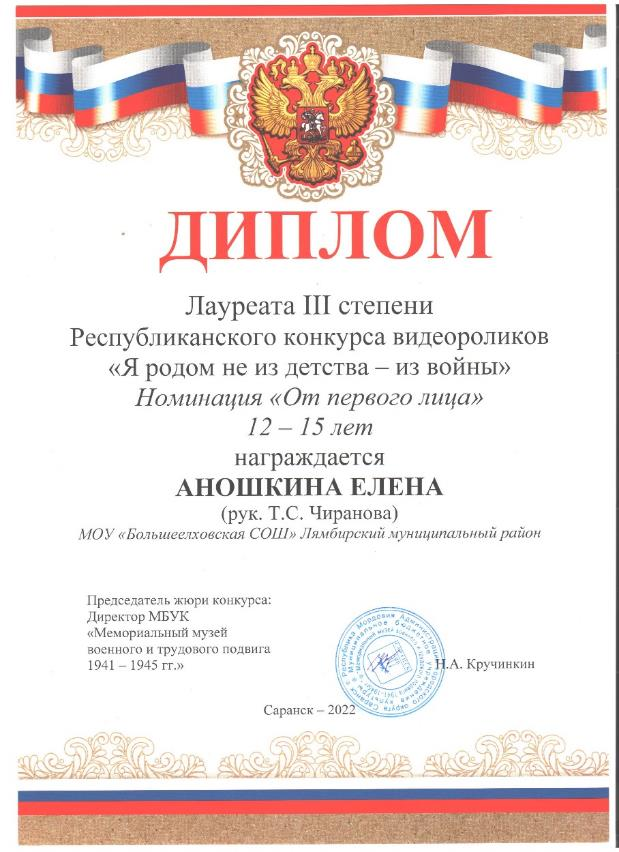 ДИПЛОМ
Лауреата III степени
Республиканского конкурса видеороликов
«Я родом не из детства – из войны»
Номинация «От первого лица»
12 – 15 лет
награждается
АНОШКИНА ЕЛЕНА
(рук. Т.С. Чиранова)
МОУ «Большеелховская СОШ» Лямбирский муниципальный район
Председатель жюри конкурса:
Директор МБУК
«Мемориальный музей
военного и трудового подвига
1941 – 1945 гг.»
Н.А. Кручинкин
Саранск – 2022